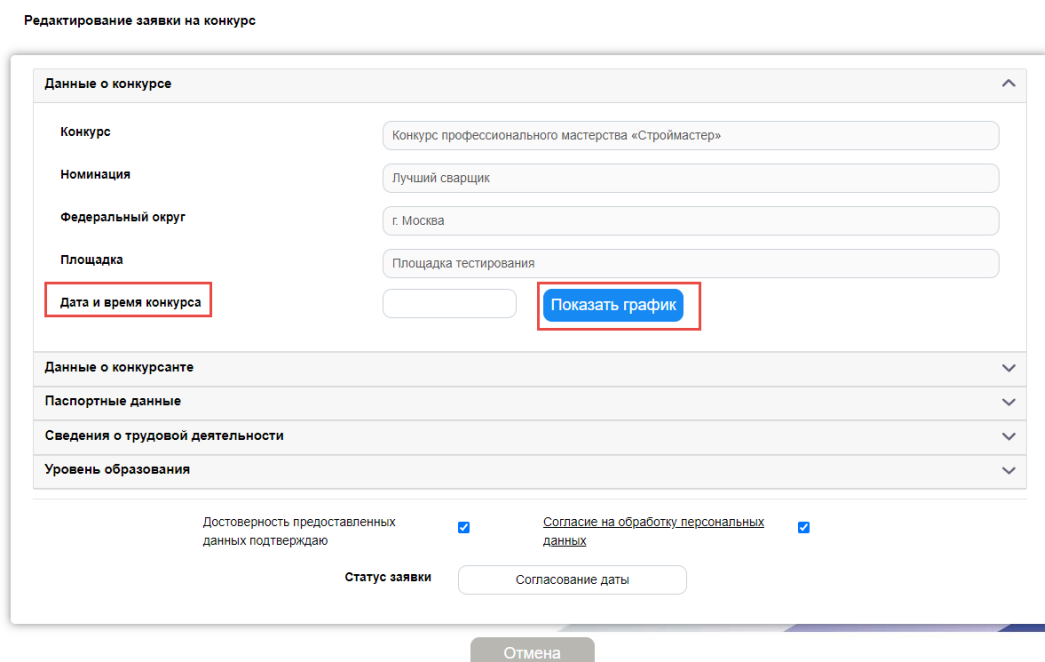 Редактирование заявки на конкурс
Данные о конкурсе
Конкурс
Конкурс профессионального мастерства «Строймастер»
Номинация
Лучший сварщик
Федеральный округ
г. Москва
Площадка
Площадка тестирования
Дата и время конкурса
Показать график
Данные о конкурсанте
Паспортные данные
Сведения о трудовой деятельности
Уровень образования
Достоверность предоставленных
данных подтверждаю
Согласие на обработку персональных
данных
Статус заявки
Согласование даты
Отмена